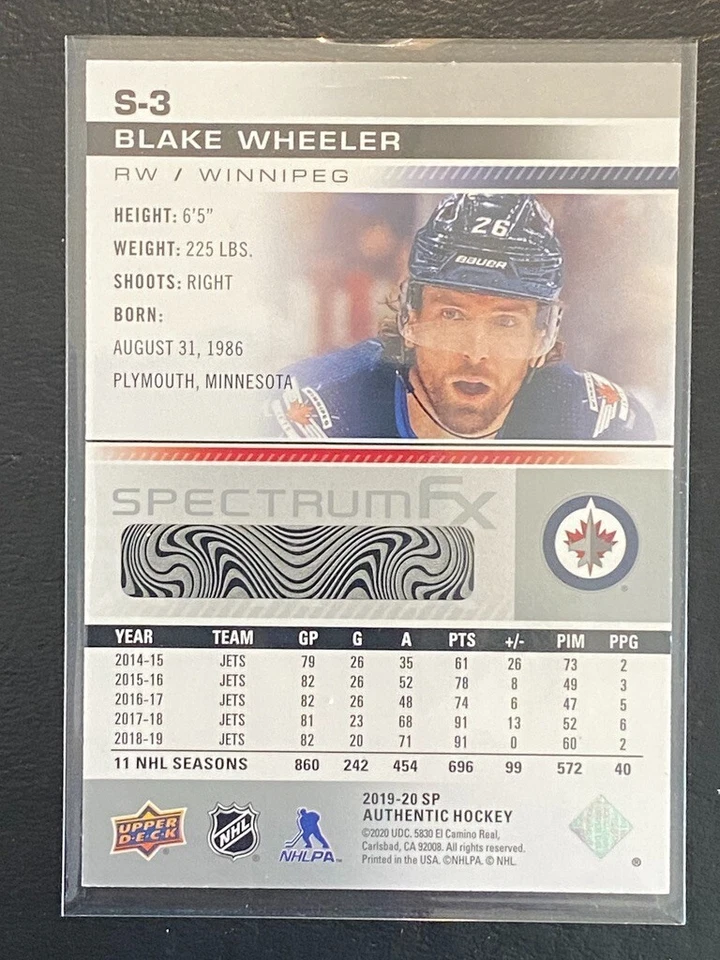 S-3
BLAKE WHEELER
RW / WINNIPEG
HEIGHT: 6'5"
WEIGHT: 225 LBS.
SHOOTS: RIGHT
BORN:
AUGUST 31, 1986
PLYMOUTH, MINNESOTA
26
BAUER
SPECTRUMFX
YEAR TEAM GP G A PTS +/- PIM PPG
2014-15 JETS 79 26 35 61 26 73 2
2015-16 JETS 82 26 52 78 8 49 3
2016-17 JETS 82 26 48 74 6 47 5
2017-18 JETS 81 23 68 91 13 52 6
2018-19 JETS 82 20 71 91 0 60 2
11 NHL SEASONS 860 242 454 696 99 572 40
UPPER DECK
NHL
NHLPA
2019-20 SP
AUTHENTIC HOCKEY
©2020 UDC. 5830 El Camino Real,
Carlsbad, CA 92008. All rights reserved.
Printed in the USA. ©NHLPA. © NHL.
®